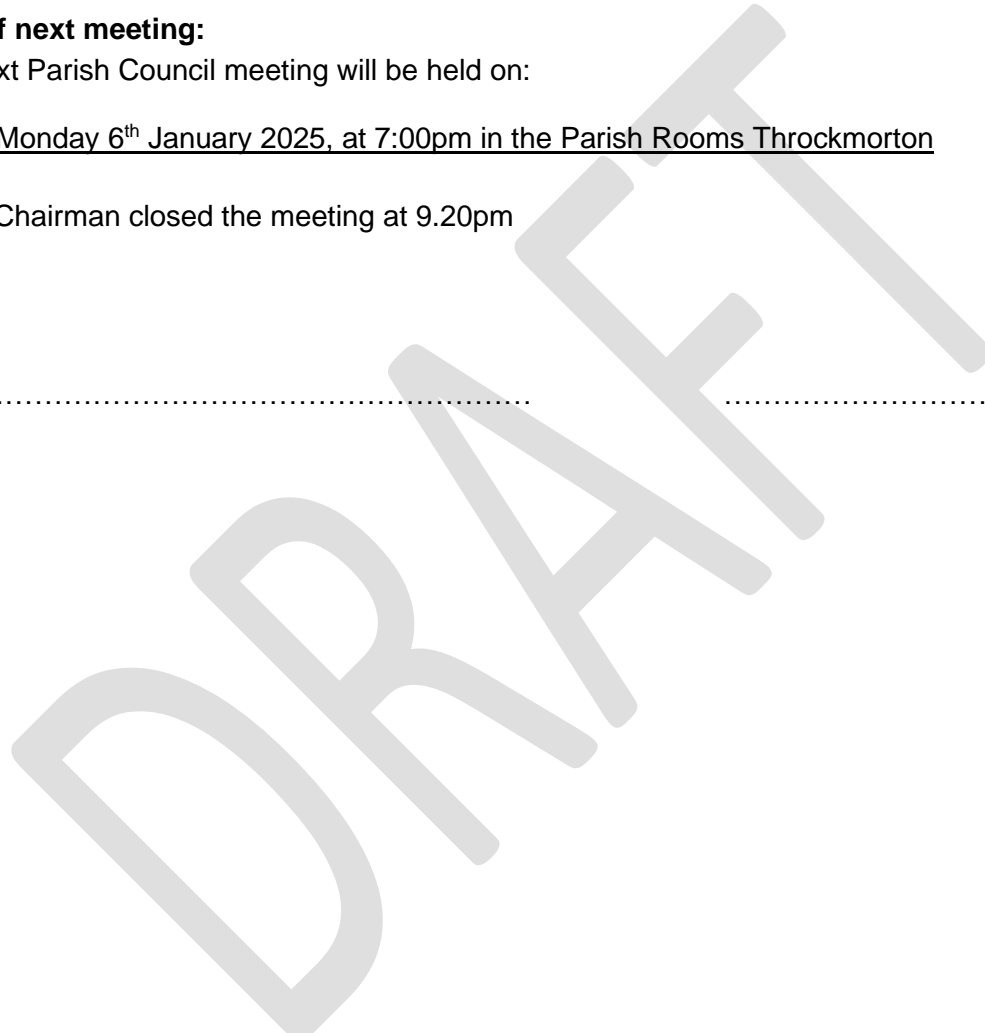 f next meeting:
xt Parish Council meeting will be held on:
Monday 6th January 2025, at 7:00pm in the Parish Rooms Throckmorton
Chairman closed the meeting at 9.20pm
……………………………………………… ………………………
DRAFT